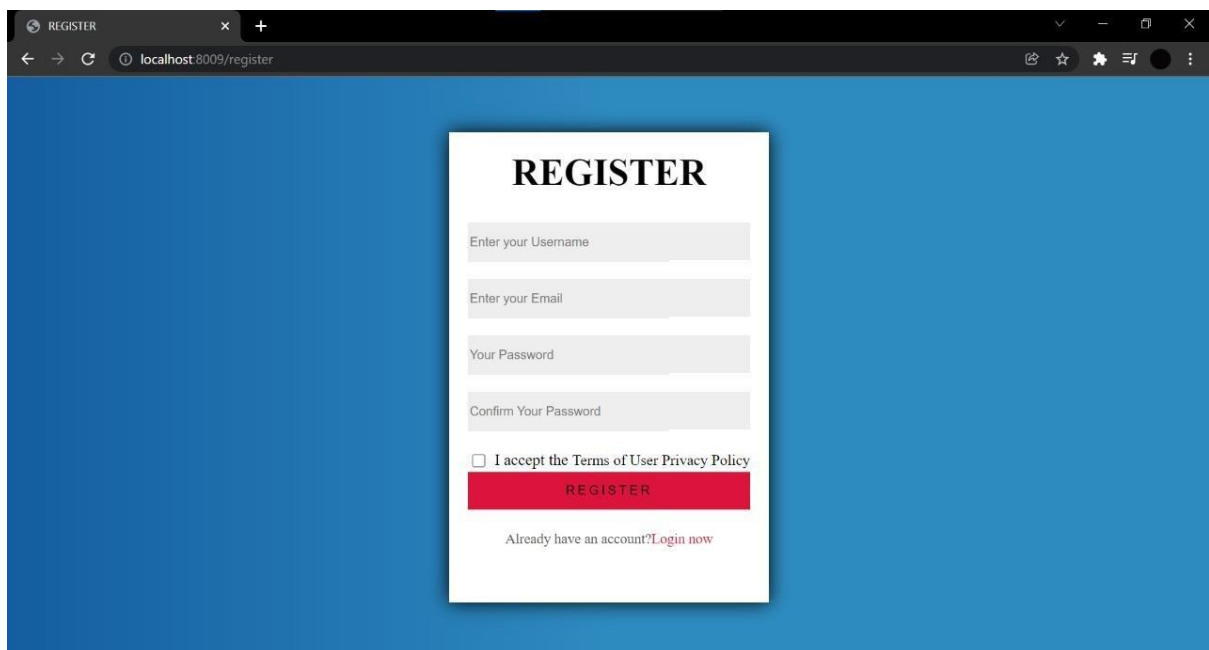 REGISTER
localhost:8009/register
REGISTER
Enter your Username
Enter your Email
Your Password
Confirm Your Password
I accept the Terms of User Privacy Policy
REGISTER
Already have an account?Login now